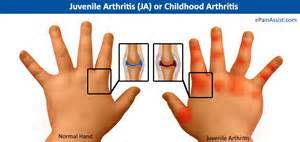 Juvenile Arthritis (JA) or Childhood Arthritis
ePainAssist.com
Normal Hand
Juvenile Arthritis